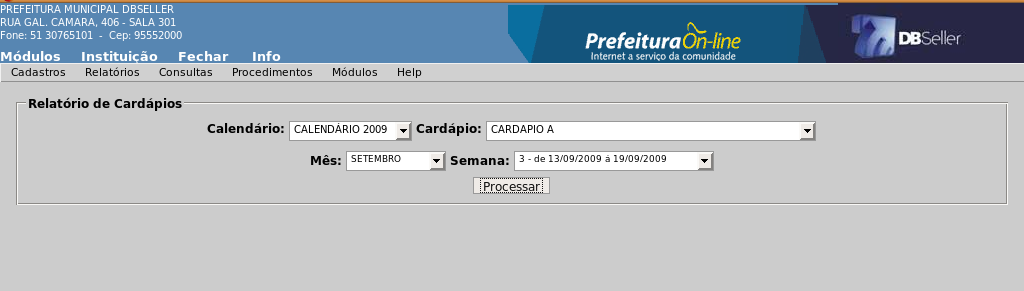 PREFEITURA MUNICIPAL DBSELLER
RUA GAL. CAMARA, 406 - SALA 301
Fone: 51 30765101 - Cep: 95552000
Prefeitura On-line
Internet a serviço da comunidade
DBSeller
Módulos Instituição Fechar Info
Cadastros Relatórios Consultas Procedimentos Módulos Help
Relatório de Cardápios
Calendário: CALENDÁRIO 2009 Cardápio: CARDAPIO A
Mês: SETEMBRO Semana: 3 - de 13/09/2009 á 19/09/2009
Processar